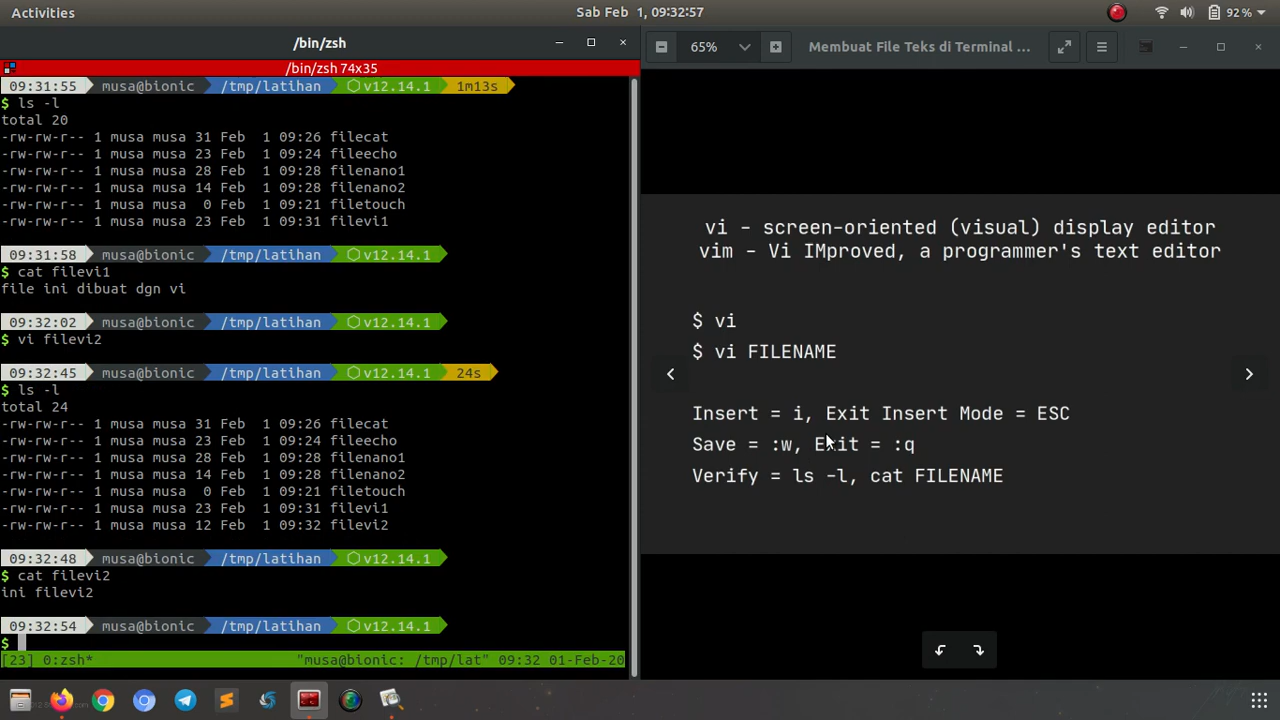 Activities
Sab Feb 1, 09:32:57
92%
/bin/zsh
/bin/zsh 74x35
09:31:55 musa@bionic /tmp/latihan v12.14.1 1m13s
$ ls -l
total 20
-rw-rw-r-- 1 musa musa 31 Feb  1 09:26 filecat
-rw-rw-r-- 1 musa musa 23 Feb  1 09:24 fileecho
-rw-rw-r-- 1 musa musa 28 Feb  1 09:28 filenano1
-rw-rw-r-- 1 musa musa 14 Feb  1 09:28 filenano2
-rw-rw-r-- 1 musa musa  0 Feb  1 09:21 filetouch
-rw-rw-r-- 1 musa musa 23 Feb  1 09:31 filevi1
09:31:58 musa@bionic /tmp/latihan v12.14.1
$ cat filevi1
file ini dibuat dgn vi
09:32:02 musa@bionic /tmp/latihan v12.14.1
$ vi filevi2
09:32:45 musa@bionic /tmp/latihan v12.14.1 24s
$ ls -l
total 24
-rw-rw-r-- 1 musa musa 31 Feb  1 09:26 filecat
-rw-rw-r-- 1 musa musa 23 Feb  1 09:24 fileecho
-rw-rw-r-- 1 musa musa 28 Feb  1 09:28 filenano1
-rw-rw-r-- 1 musa musa 14 Feb  1 09:28 filenano2
-rw-rw-r-- 1 musa musa  0 Feb  1 09:21 filetouch
-rw-rw-r-- 1 musa musa 23 Feb  1 09:31 filevi1
-rw-rw-r-- 1 musa musa 12 Feb  1 09:32 filevi2
09:32:48 musa@bionic /tmp/latihan v12.14.1
$ cat filevi2
ini filevi2
09:32:54 musa@bionic /tmp/latihan v12.14.1
$
[23] 0:zsh* "musa@bionic: /tmp/lat" 09:32 01-Feb-20
65%
Membuat File Teks di Terminal ...
vi - screen-oriented (visual) display editor
vim - Vi IMproved, a programmer's text editor
$ vi
$ vi FILENAME
Insert = i, Exit Insert Mode = ESC
Save = :w, Exit = :q
Verify = ls -l, cat FILENAME